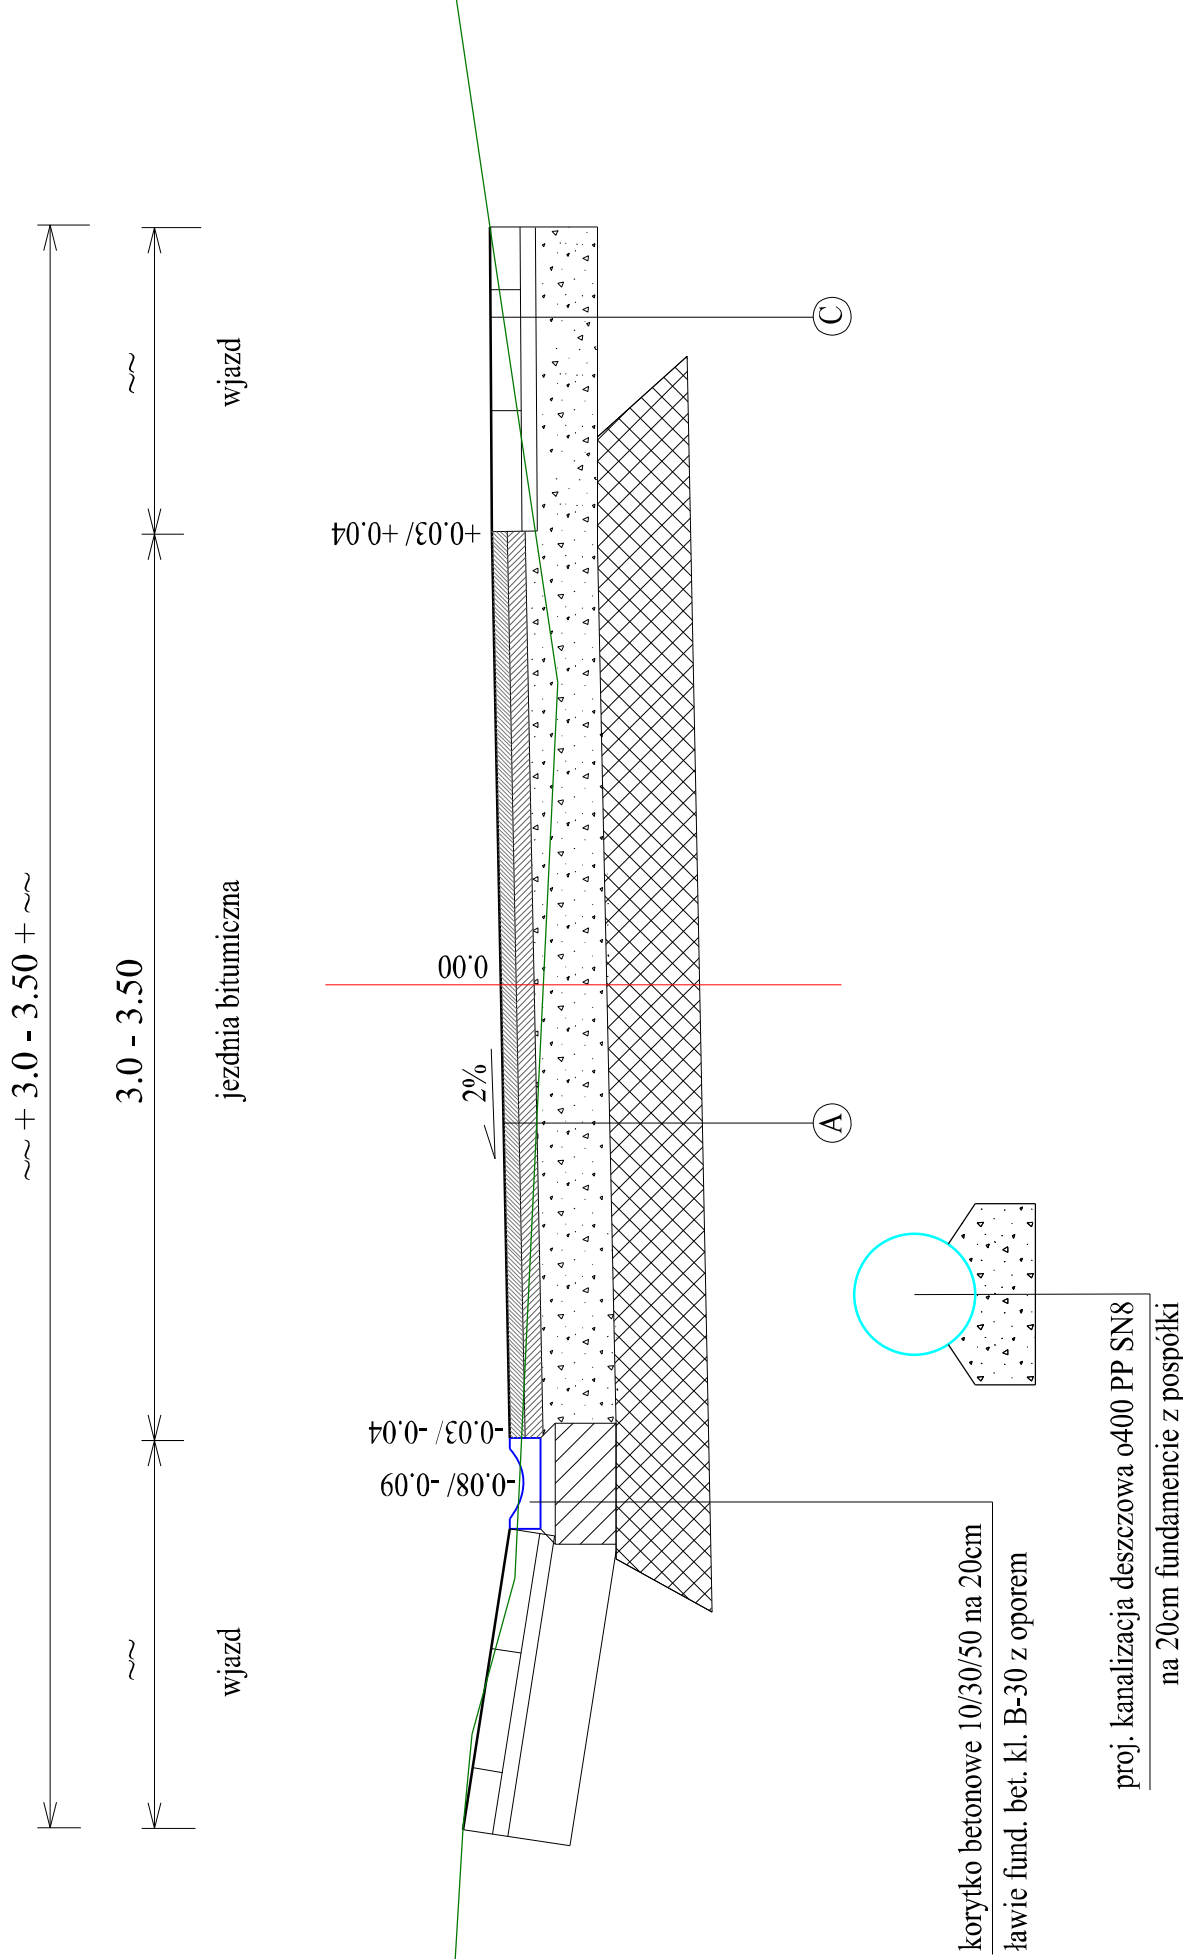 ~~ + 3.0 - 3.50 + ~~
~~
3.0 - 3.50
~~
wjazd
jezdnia bitumiczna
wjazd
-0.08/ -0.09
-0.03/ -0.04
2%
0.00
+0.03/ +0.04
A
C
korytko betonowe 10/30/50 na 20cm
ławie fund. bet. kl. B-30 z oporem
proj. kanalizacja deszczowa o400 PP SN8
na 20cm fundamencie z pospółki